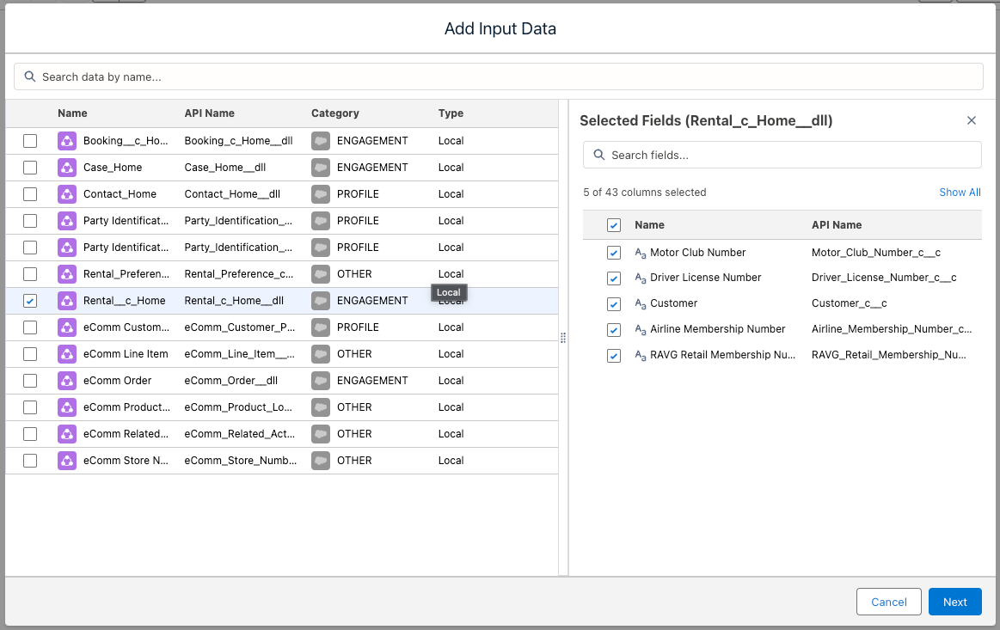 Add Input Data
Search data by name...
Name API Name Category Type
Booking__c_Ho... Booking_c_Home__dll ENGAGEMENT Local
Case_Home Case_Home__dll ENGAGEMENT Local
Contact_Home Contact_Home__dll PROFILE Local
Party Identificat... Party_Identification_... PROFILE Local
Party Identificat... Party_Identification_... PROFILE Local
Rental_Preferen... Rental_Preference_c... OTHER Local
Rental__c_Home Rental_c_Home__dll ENGAGEMENT Local
Local
eComm Custom... eComm_Customer_P... PROFILE Local
eComm Line Item eComm_Line_Item___... OTHER Local
eComm Order eComm_Order__dll ENGAGEMENT Local
eComm Product... eComm_Product_Lo... OTHER Local
eComm Related... eComm_Related_Act... OTHER Local
eComm Store N... eComm_Store_Numb... OTHER Local
Selected Fields (Rental_c_Home__dll)
Search fields...
5 of 43 columns selected Show All
Name API Name
Motor Club Number Motor_Club_Number_c__c
Driver License Number Driver_License_Number_c__c
Customer Customer_c__c
Airline Membership Number Airline_Membership_Number_c...
RAVG Retail Membership Nu... RAVG_Retail_Membership_Nu...
Cancel Next